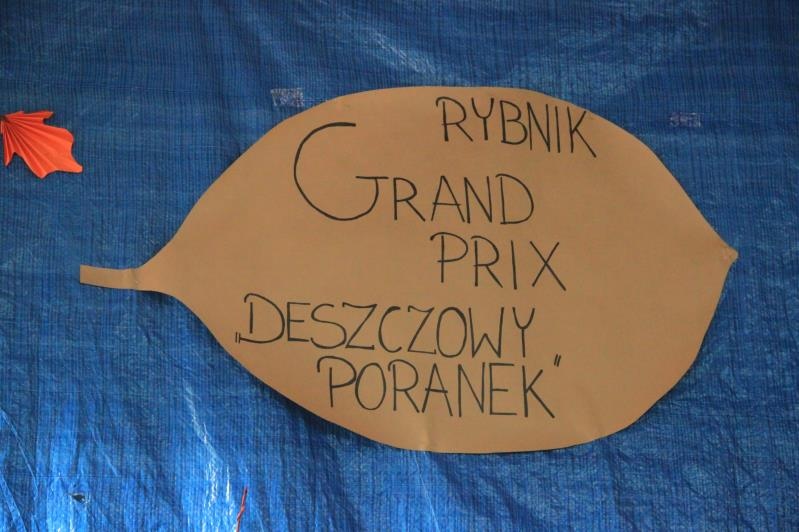 RYBNIK
GRAND
PRIX
„DESZCZOWY
PORANEK"